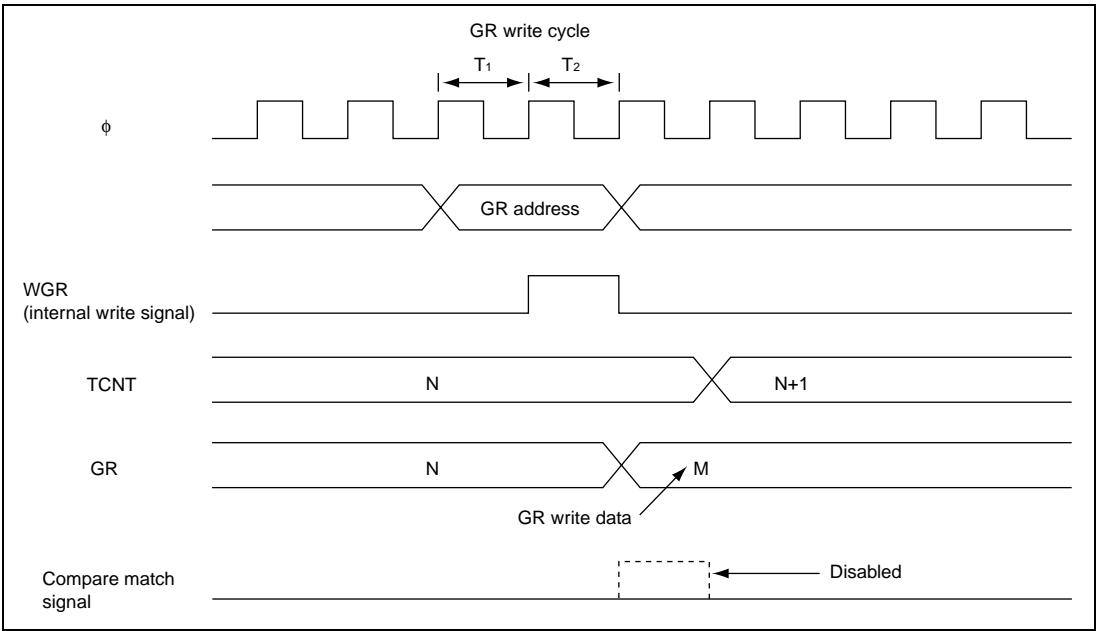 GR write cycle
T1 T2
ϕ
GR address
WGR
(internal write signal)
TCNT N N+1
GR N M
GR write data
Compare match
signal
Disabled